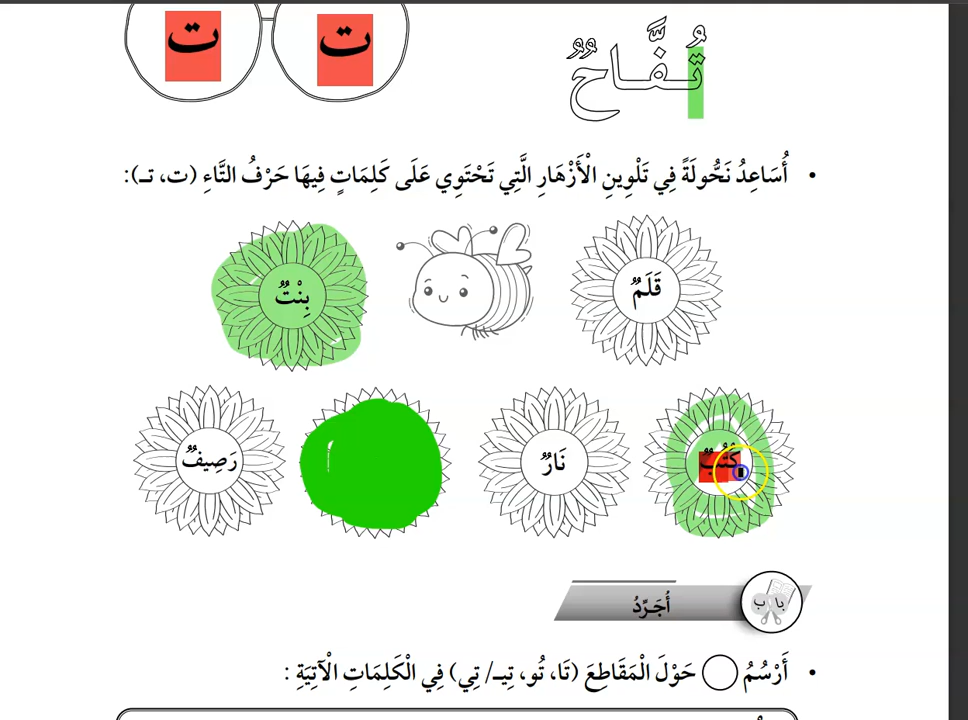 ت ت
تُفَّاحٌ
• أُسَاعِدُ نَحُّولَةً فِي تَلْوِينِ الْأَزْهَارِ الَّتِي تَحْتَوِي عَلَى كَلِمَاتٍ فِيهَا حَرْفُ التَّاءِ (ت، تـ):
قَلَمٌ
بِنْتٌ
كُتُبٌ
نَارٌ
رَصِيفٌ
با ب
أُجَرِّدُ
• أَرْسُمُ حَوْلَ الْمَقَاطِعَ (تَا، تُو، تِيـ/ تِي) فِي الْكَلِمَاتِ الْآتِيَةِ :